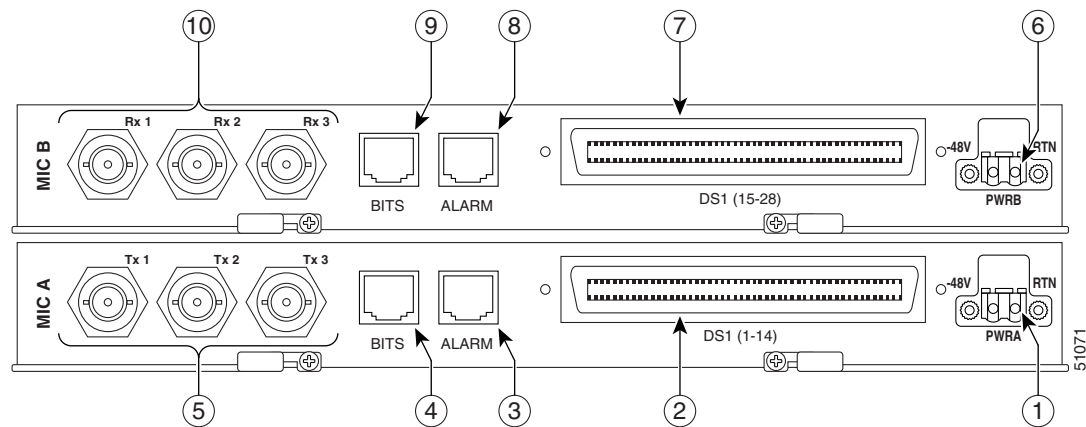 10
9
8
7
6
MIC B
Rx 1
Rx 2
Rx 3
BITS
ALARM
DS1 (15-28)
-48V
RTN
PWRB
MIC A
Tx 1
Tx 2
Tx 3
BITS
ALARM
DS1 (1-14)
-48V
RTN
PWRA
51071
5
4
3
2
1